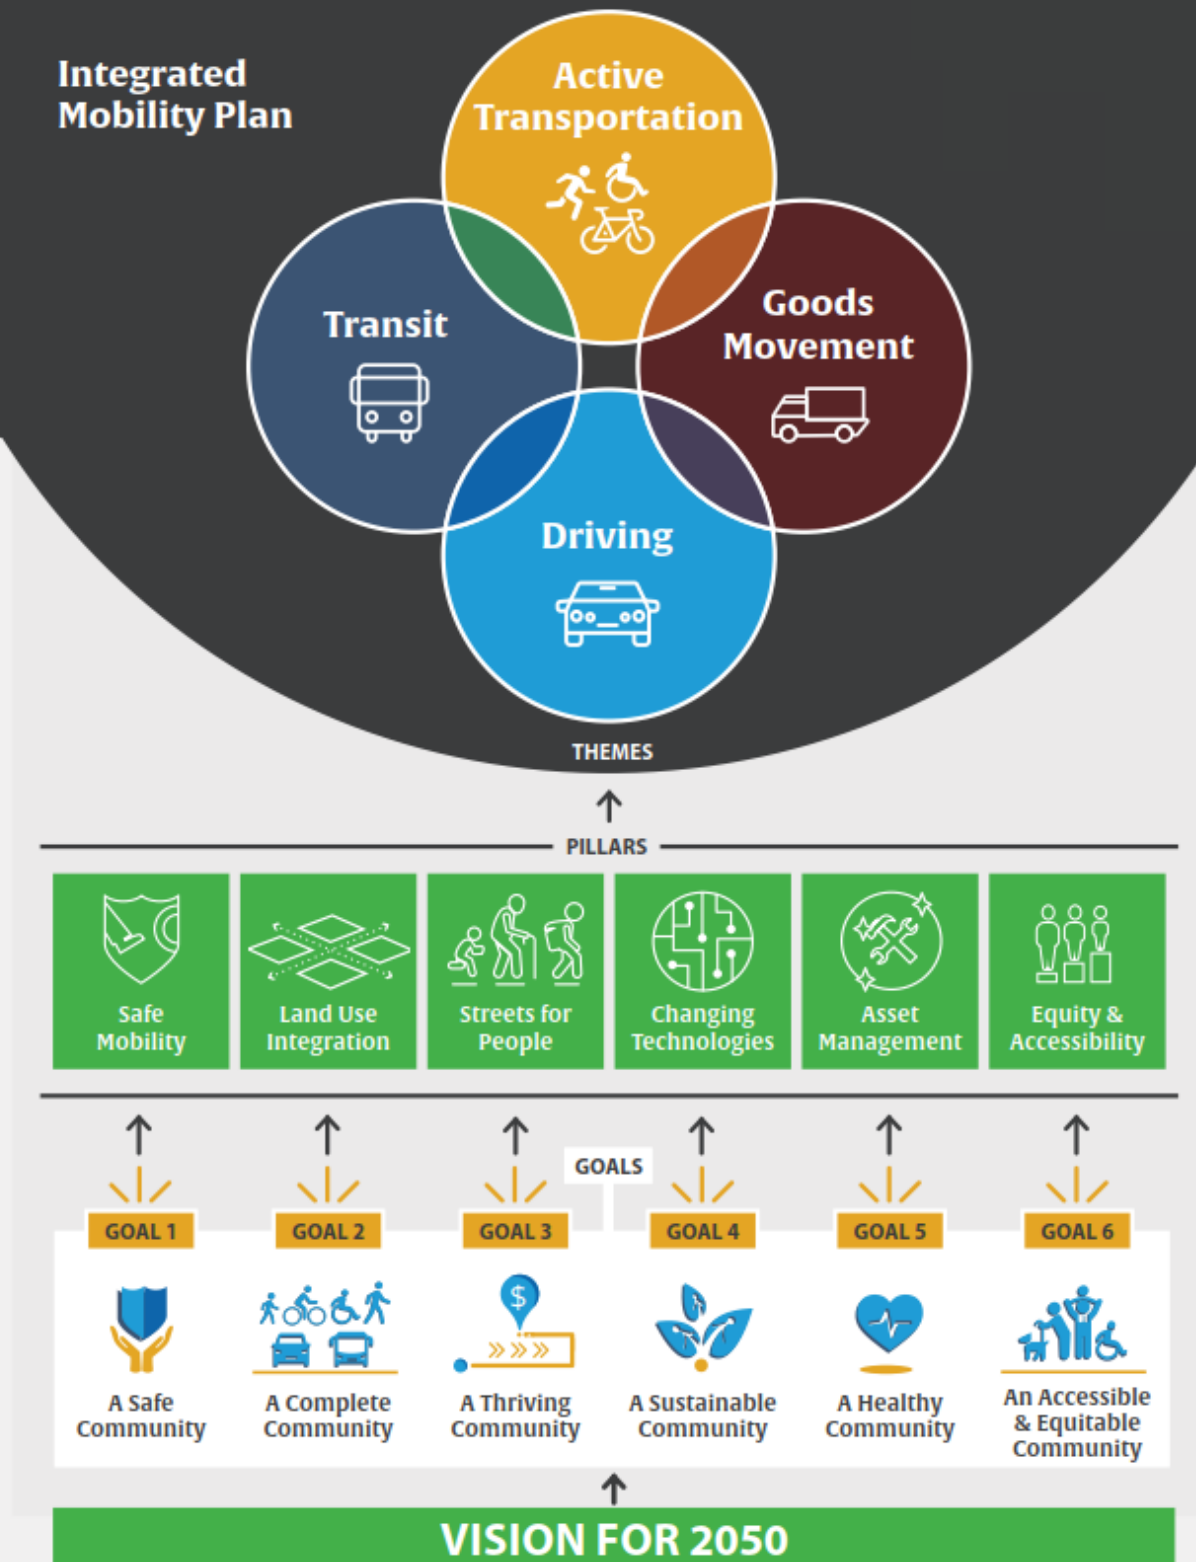 Integrated
Mobility Plan
Active
Transportation
Transit
Goods
Movement
Driving
THEMES
PILLARS
Safe
Mobility
Land Use
Integration
Streets for
People
Changing
Technologies
Asset
Management
Equity &
Accessibility
GOALS
GOAL 1
GOAL 2
GOAL 3
GOAL 4
GOAL 5
GOAL 6
$
A Safe
Community
A Complete
Community
A Thriving
Community
A Sustainable
Community
A Healthy
Community
An Accessible
& Equitable
Community
VISION FOR 2050